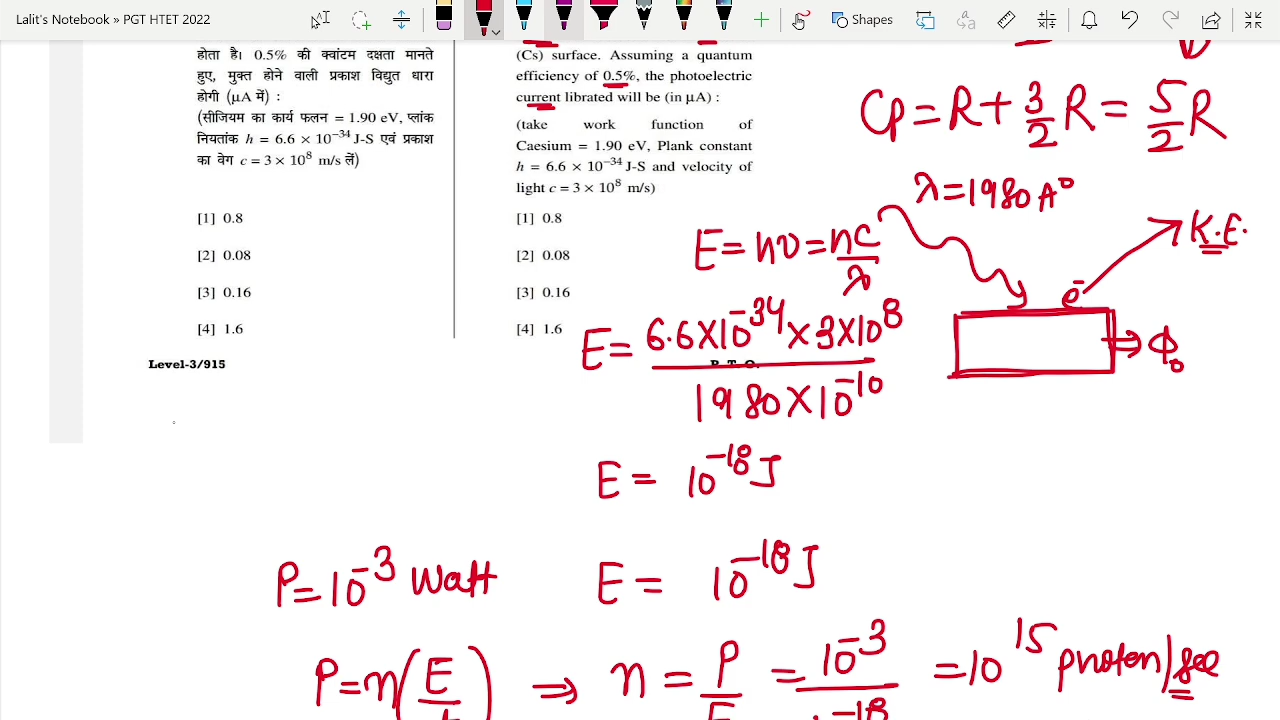 Lalit's Notebook » PGT HTET 2022
Shapes
होता है। 0.5% की क्वांटम दक्षता मानते
हुए, मुक्त होने वाली प्रकाश विद्युत धारा
होगी (μA में) :
(सीजियम का कार्य फलन = 1.90 eV, प्लांक
नियतांक h = 6.6 × 10⁻³⁴ J-S एवं प्रकाश
का वेग c = 3 × 10⁸ m/s लें)
[1] 0.8
[2] 0.08
[3] 0.16
[4] 1.6
Level-3/915
(Cs) surface. Assuming a quantum
efficiency of 0.5%, the photoelectric
current librated will be (in μA) :
(take work function of
Caesium = 1.90 eV, Plank constant
h = 6.6 × 10⁻³⁴ J-S and velocity of
light c = 3 × 10⁸ m/s)
[1] 0.8
[2] 0.08
[3] 0.16
[4] 1.6
P. T. O.
Cp = R + 3/2 R = 5/2 R
λ = 1980 A°
K.E.
e⁻
ϕ₀
E = hν = hc/λ
E = 6.6×10⁻³⁴ × 3×10⁸ / 1980×10⁻¹⁰
E = 10⁻¹⁸ J
P = 10⁻³ Watt E = 10⁻¹⁸ J
P = n(E/t) ⇒ n = P/E = 10⁻³/10⁻¹⁸ = 10¹⁵ photon/sec